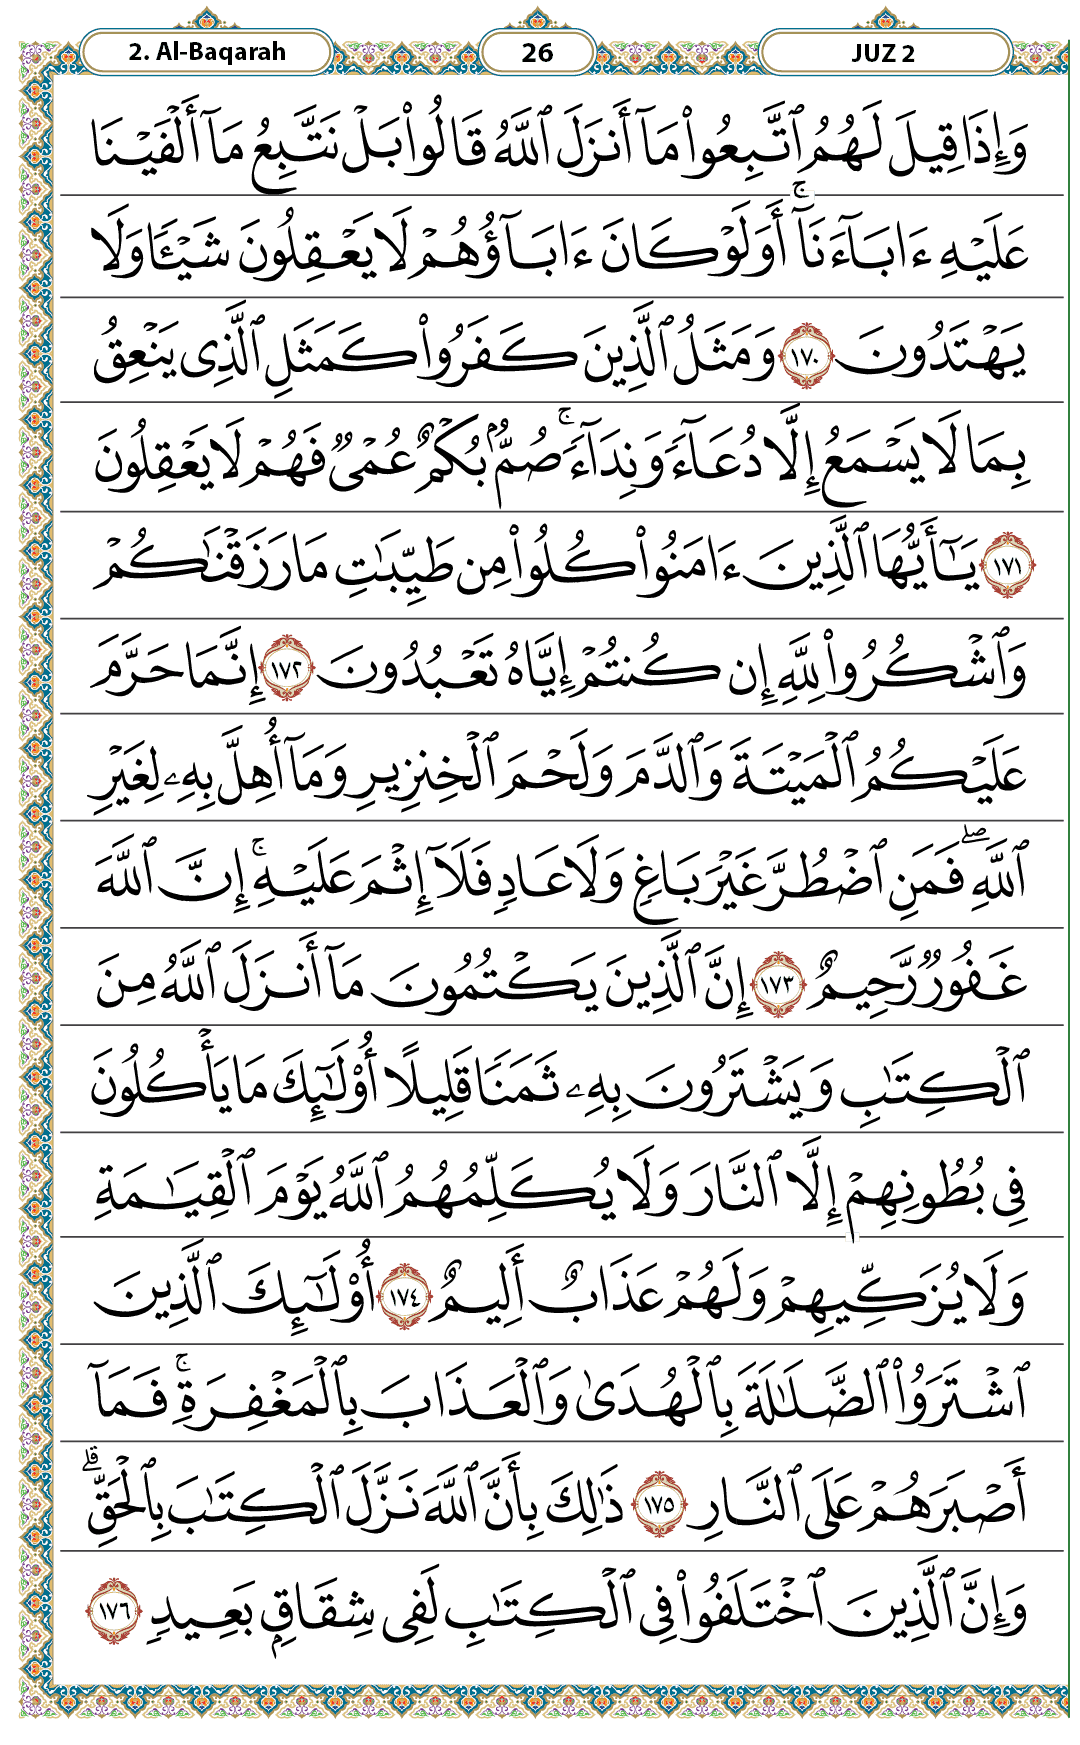 2. Al-Baqarah 26 JUZ 2
وَإِذَا قِيلَ لَهُمُ ٱتَّبِعُوا۟ مَآ أَنزَلَ ٱللَّهُ قَالُوا۟ بَلْ نَتَّبِعُ مَآ أَلْفَيْنَا
عَلَيْهِ ءَابَآءَنَآ ۚ أَوَلَوْ كَانَ ءَابَآؤُهُمْ لَا يَعْقِلُونَ شَيْـًٔا وَلَا
يَهْتَدُونَ ١٧٠ وَمَثَلُ ٱلَّذِينَ كَفَرُوا۟ كَمَثَلِ ٱلَّذِى يَنْعِقُ
بِمَا لَا يَسْمَعُ إِلَّا دُعَآءً وَنِدَآءً ۚ صُمٌّۢ بُكْمٌ عُمْىٌ فَهُمْ لَا يَعْقِلُونَ
١٧١ يَـٰٓأَيُّهَا ٱلَّذِينَ ءَامَنُوا۟ كُلُوا۟ مِن طَيِّبَـٰتِ مَا رَزَقْنَـٰكُمْ
وَٱشْكُرُوا۟ لِلَّهِ إِن كُنتُمْ إِيَّاهُ تَعْبُدُونَ ١٧٢ إِنَّمَا حَرَّمَ
عَلَيْكُمُ ٱلْمَيْتَةَ وَٱلدَّمَ وَلَحْمَ ٱلْخِنزِيرِ وَمَآ أُهِلَّ بِهِۦ لِغَيْرِ
ٱللَّهِ ۖ فَمَنِ ٱضْطُرَّ غَيْرَ بَاغٍ وَلَا عَادٍ فَلَآ إِثْمَ عَلَيْهِ ۚ إِنَّ ٱللَّهَ
غَفُورٌ رَّحِيمٌ ١٧٣ إِنَّ ٱلَّذِينَ يَكْتُمُونَ مَآ أَنزَلَ ٱللَّهُ مِنَ
ٱلْكِتَـٰبِ وَيَشْتَرُونَ بِهِۦ ثَمَنًا قَلِيلًا أُو۟لَـٰٓئِكَ مَا يَأْكُلُونَ
فِى بُطُونِهِمْ إِلَّا ٱلنَّارَ وَلَا يُكَلِّمُهُمُ ٱللَّهُ يَوْمَ ٱلْقِيَـٰمَةِ
وَلَا يُزَكِّيهِمْ وَلَهُمْ عَذَابٌ أَلِيمٌ ١٧٤ أُو۟لَـٰٓئِكَ ٱلَّذِينَ
ٱشْتَرَوُا۟ ٱلضَّلَـٰلَةَ بِٱلْهُدَىٰ وَٱلْعَذَابَ بِٱلْمَغْفِرَةِ ۚ فَمَآ
أَصْبَرَهُمْ عَلَى ٱلنَّارِ ١٧٥ ذَٰلِكَ بِأَنَّ ٱللَّهَ نَزَّلَ ٱلْكِتَـٰبَ بِٱلْحَقِّ ۗ
وَإِنَّ ٱلَّذِينَ ٱخْتَلَفُوا۟ فِى ٱلْكِتَـٰبِ لَفِى شِقَاقٍۭ بَعِيدٍ ١٧٦